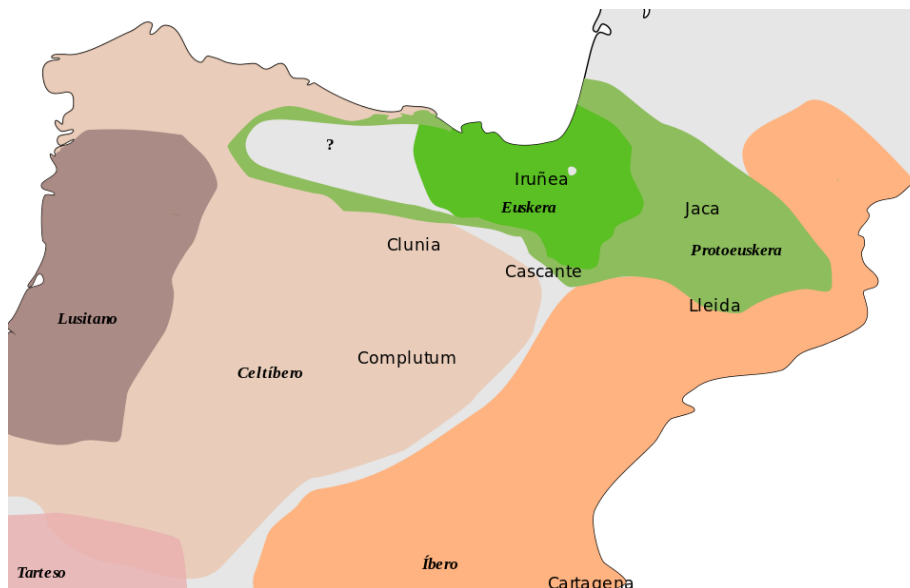 ?
Iruñea
Euskera
Jaca
Clunia
Protoeuskera
Cascante
Lleida
Lusitano
Complutum
Celtíbero
Íbero
Tarteso
Cartagena